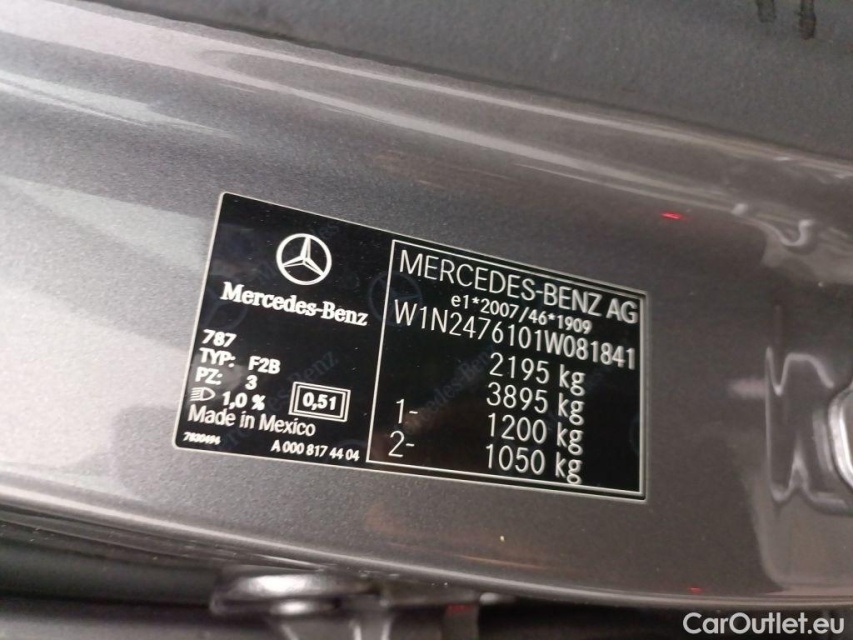 Mercedes-Benz
787
TYP: F2B
PZ: 3
1,0 %
0,51
Made in Mexico
7820494
A 000 817 44 04
MERCEDES-BENZ AG
e1*2007/46*1909
W1N2476101W081841
2195 kg
3895 kg
1- 1200 kg
2- 1050 kg
CarOutlet.eu